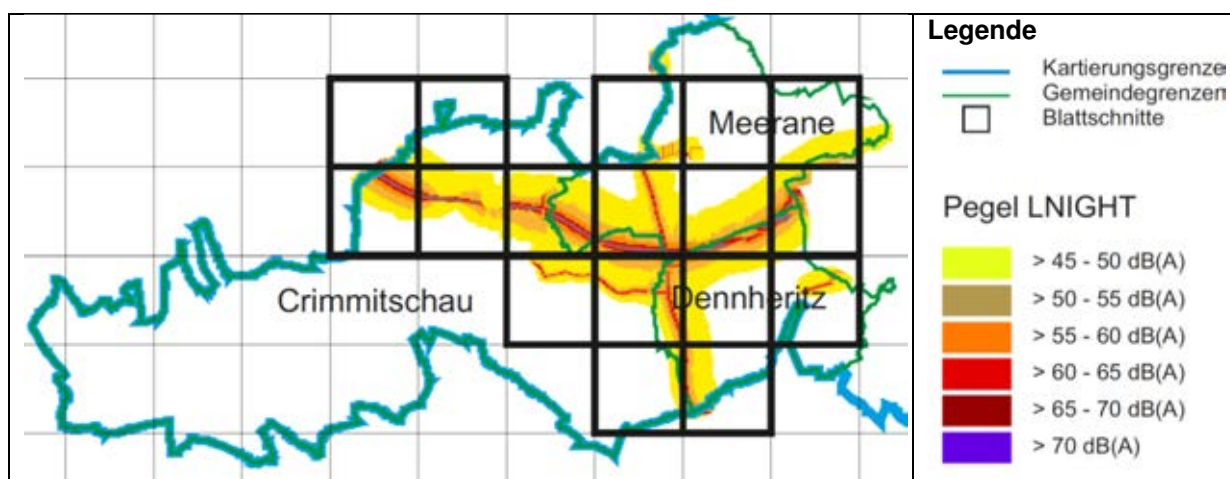 Meerane
Crimmitschau
Dennheritz
Legende
Kartierungsgrenze
Gemeindegrenzen
Blattschnitte
Pegel LNIGHT
> 45 - 50 dB(A)
> 50 - 55 dB(A)
> 55 - 60 dB(A)
> 60 - 65 dB(A)
> 65 - 70 dB(A)
> 70 dB(A)